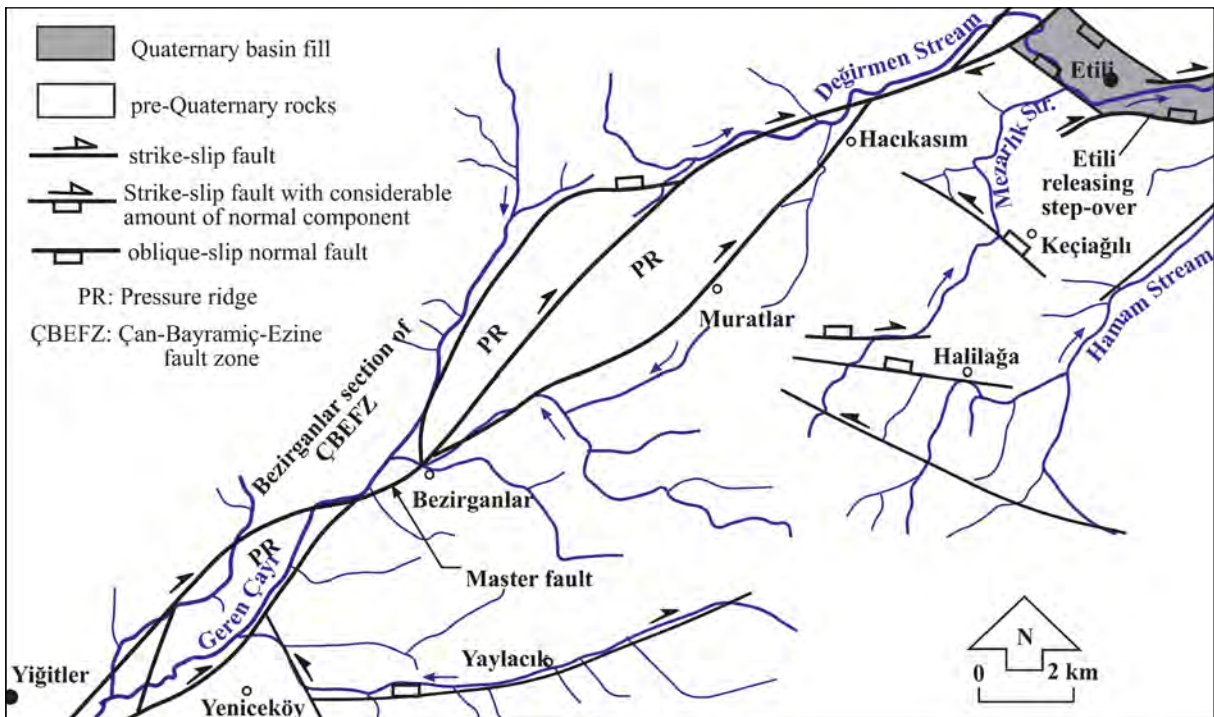 Quaternary basin fill
pre-Quaternary rocks
strike-slip fault
Strike-slip fault with considerable
amount of normal component
oblique-slip normal fault
PR: Pressure ridge
ÇBEFZ: Çan-Bayramiç-Ezine
fault zone
Değirmen Stream
Etili
Hacıkasım
Mezarlık Str.
Etili
releasing
step-over
Keçiağılı
PR
PR
Muratlar
Hamam Stream
Halilağa
Bezirganlar section of
ÇBEFZ
Bezirganlar
PR
Master fault
Geren Çayı
Yiğitler
Yeniceköy
Yaylacık
N
0 2 km